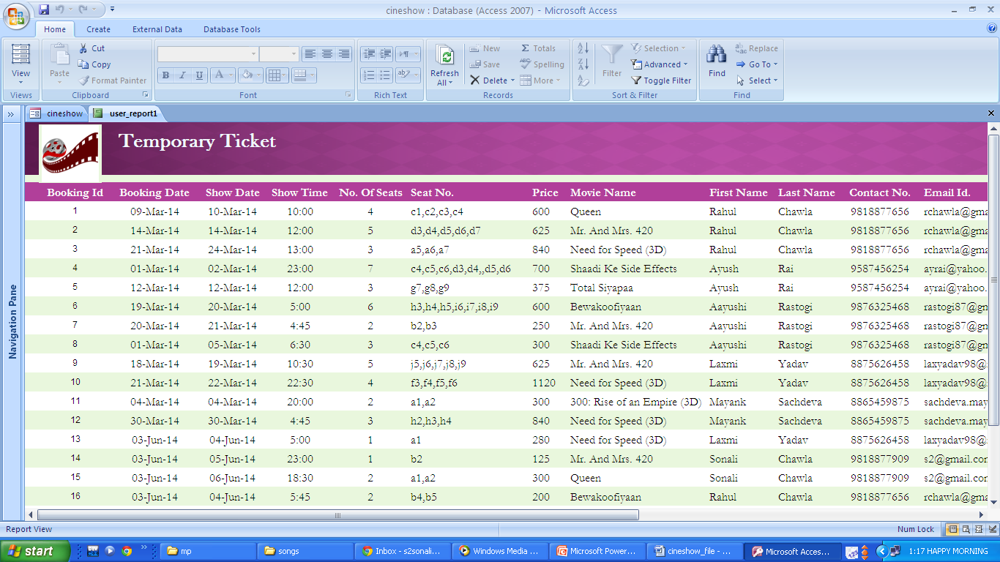 cineshow : Database (Access 2007) - Microsoft Access
Home Create External Data Database Tools
View Paste Cut Copy Format Painter
B I U A
Refresh All New Save Delete Totals Spelling More
Filter Selection Advanced Toggle Filter
Find Replace Go To Select
Views Clipboard Font Rich Text Records Sort & Filter Find
cineshow user_report1
Navigation Pane
Temporary Ticket
Booking Id Booking Date Show Date Show Time No. Of Seats Seat No. Price Movie Name First Name Last Name Contact No. Email Id.
1 09-Mar-14 10-Mar-14 10:00 4 c1,c2,c3,c4 600 Queen Rahul Chawla 9818877656 rchawla@gma
2 14-Mar-14 14-Mar-14 12:00 5 d3,d4,d5,d6,d7 625 Mr. And Mrs. 420 Rahul Chawla 9818877656 rchawla@gma
3 21-Mar-14 24-Mar-14 13:00 3 a5,a6,a7 840 Need for Speed (3D) Rahul Chawla 9818877656 rchawla@gma
4 01-Mar-14 02-Mar-14 23:00 7 c4,c5,c6,d3,d4,,d5,d6 700 Shaadi Ke Side Effects Ayush Rai 9587456254 ayrai@yahoo.
5 12-Mar-14 12-Mar-14 12:00 3 g7,g8,g9 375 Total Siyapaa Ayush Rai 9587456254 ayrai@yahoo.
6 19-Mar-14 20-Mar-14 5:00 6 h3,h4,h5,i6,i7,i8,i9 600 Bewakoofiyaan Aayushi Rastogi 9876325468 rastogi87@gm
7 20-Mar-14 21-Mar-14 4:45 2 b2,b3 250 Mr. And Mrs. 420 Aayushi Rastogi 9876325468 rastogi87@gm
8 01-Mar-14 05-Mar-14 6:30 3 c4,c5,c6 300 Shaadi Ke Side Effects Aayushi Rastogi 9876325468 rastogi87@gm
9 18-Mar-14 19-Mar-14 10:30 5 j5,j6,j7,j8,j9 625 Mr. And Mrs. 420 Laxmi Yadav 8875626458 laxyadav98@
10 21-Mar-14 22-Mar-14 22:30 4 f3,f4,f5,f6 1120 Need for Speed (3D) Laxmi Yadav 8875626458 laxyadav98@
11 04-Mar-14 04-Mar-14 20:00 2 a1,a2 300 300: Rise of an Empire (3D) Mayank Sachdeva 8865459875 sachdeva.may
12 30-Mar-14 30-Mar-14 4:45 3 h2,h3,h4 840 Need for Speed (3D) Mayank Sachdeva 8865459875 sachdeva.may
13 03-Jun-14 04-Jun-14 5:00 1 a1 280 Need for Speed (3D) Laxmi Yadav 8875626458 laxyadav98@
14 03-Jun-14 05-Jun-14 23:00 1 b2 125 Mr. And Mrs. 420 Sonali Chawla 9818877909 s2@gmail.com
15 03-Jun-14 06-Jun-14 18:30 2 a1,a2 300 Queen Sonali Chawla 9818877909 s2@gmail.com
16 03-Jun-14 04-Jun-14 5:45 2 b4,b5 200 Bewakoofiyaan Rahul Chawla 9818877656 rchawla@gma
Report View Num Lock
start mp songs Inbox - s2sonali... Windows Media ... Microsoft Power... cineshow_file - ... Microsoft Acces... 1:17 HAPPY MORNING